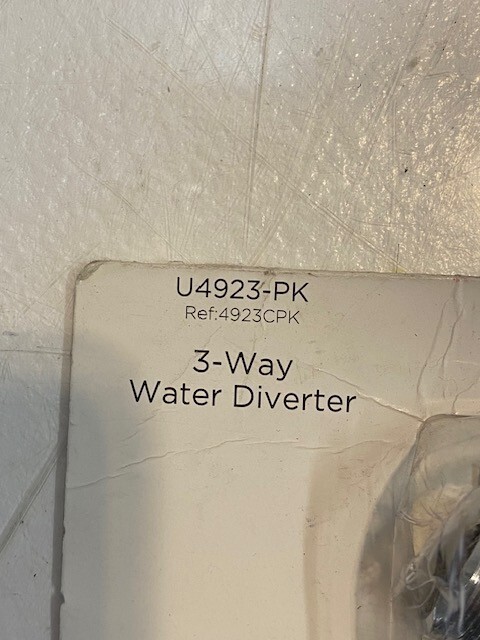 U4923-PK
Ref:4923CPK
3-Way
Water Diverter